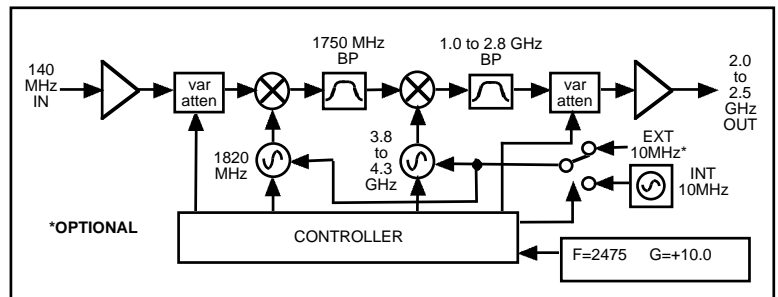 140
MHz
IN
var
atten
1750 MHz
BP
1.0 to 2.8 GHz
BP
var
atten
2.0
to
2.5
GHz
OUT
1820
MHz
3.8
to
4.3
GHz
EXT
10MHz*
INT
10MHz
*OPTIONAL
CONTROLLER
F=2475 G=+10.0